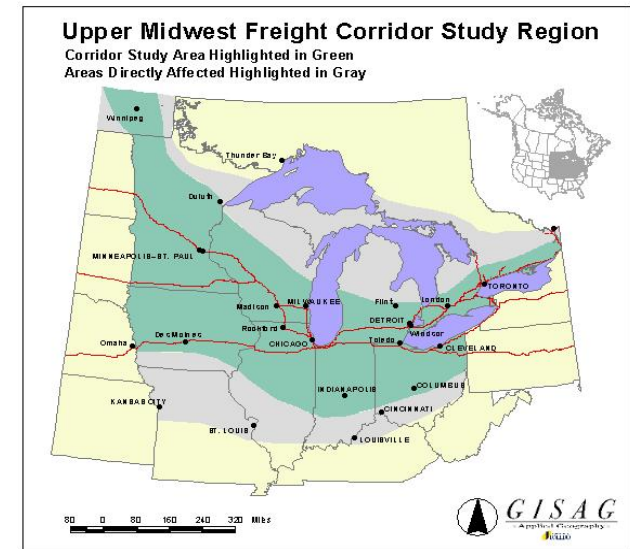 Upper Midwest Freight Corridor Study Region
Corridor Study Area Highlighted in Green
Areas Directly Affected Highlighted in Gray
Winnipeg
Thunder Bay
Duluth
MINNEAPOLIS-ST. PAUL
TORONTO
Madison
MILWAUKEE
Flint
London
DETROIT
Windsor
Rockford
Des Moines
Omaha
CHICAGO
Toledo
CLEVELAND
INDIANAPOLIS
COLUMBUS
KANSAS CITY
CINCINNATI
ST. LOUIS
LOUISVILLE
80 0 80 160 240 320 Miles
GISAG
Applied Geography
TOLEDO